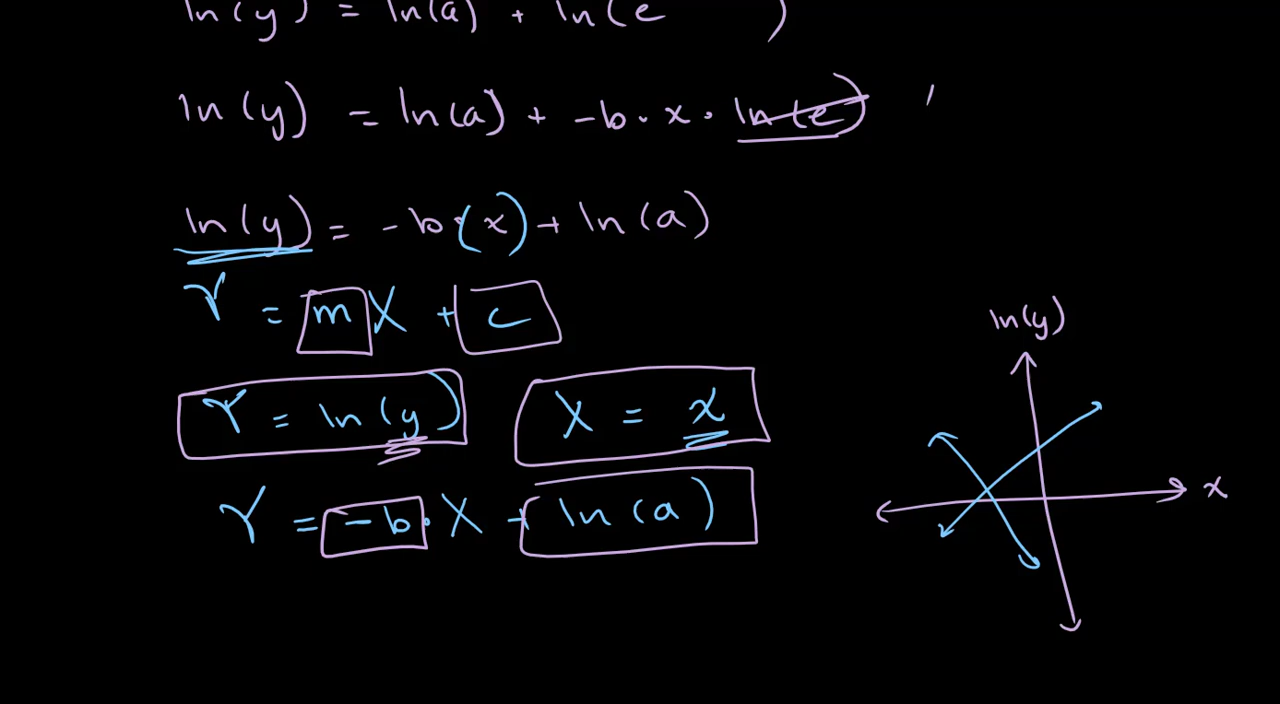 ln(y) = ln(a) + ln(e )
ln(y) = ln(a) + -b · x · ln(e)
ln(y) = -b · (x) + ln(a)
Y = mX + c
Y = ln(y) X = x
Y = -b · X + ln(a)
ln(y)
x